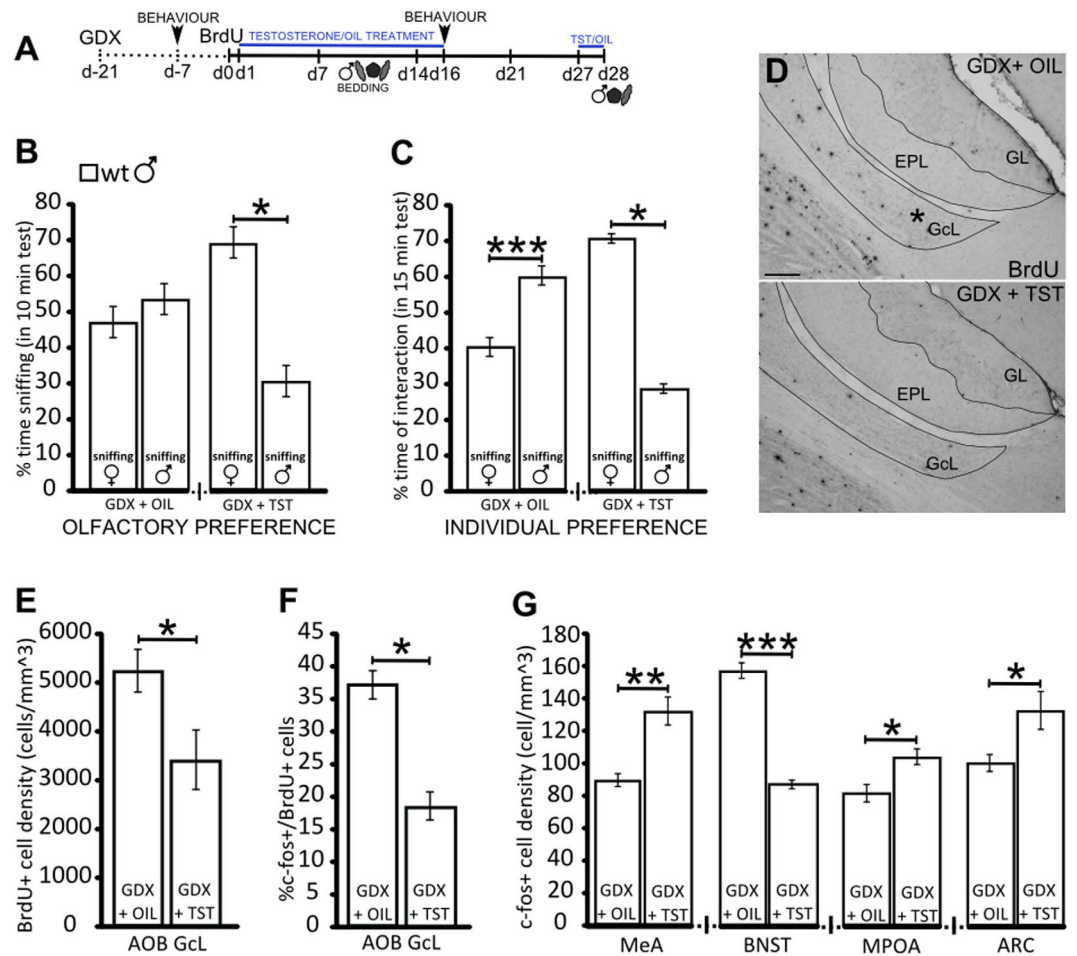 A
GDX
BEHAVIOUR
BrdU
TESTOSTERONE/OIL TREATMENT
BEHAVIOUR
TST/OIL
d-21
d-7
d0
d1
d7
♂
BEDDING
d14
d16
d21
d27
d28
♂
B
wt ♂
% time sniffing (in 10 min test)
80
70
60
50
40
30
20
10
0
*
sniffing ♀
sniffing ♂
sniffing ♀
sniffing ♂
GDX + OIL
GDX + TST
OLFACTORY PREFERENCE
C
% time of interaction (in 15 min test)
80
70
60
50
40
30
20
10
0
***
*
sniffing ♀
sniffing ♂
sniffing ♀
sniffing ♂
GDX + OIL
GDX + TST
INDIVIDUAL PREFERENCE
D
GDX+ OIL
EPL
GL
*
GcL
BrdU
GDX + TST
EPL
GL
GcL
E
BrdU+ cell density (cells/mm^3)
6000
5000
4000
3000
2000
1000
0
*
GDX + OIL
GDX + TST
AOB GcL
F
%c-fos+/BrdU+ cells
45
40
35
30
25
20
15
10
5
0
*
GDX + OIL
GDX + TST
AOB GcL
G
c-fos+ cell density (cell/mm^3)
180
160
140
120
100
80
60
40
20
0
**
***
*
*
GDX + OIL
GDX + TST
GDX + OIL
GDX + TST
GDX + OIL
GDX + TST
GDX + OIL
GDX + TST
MeA
BNST
MPOA
ARC